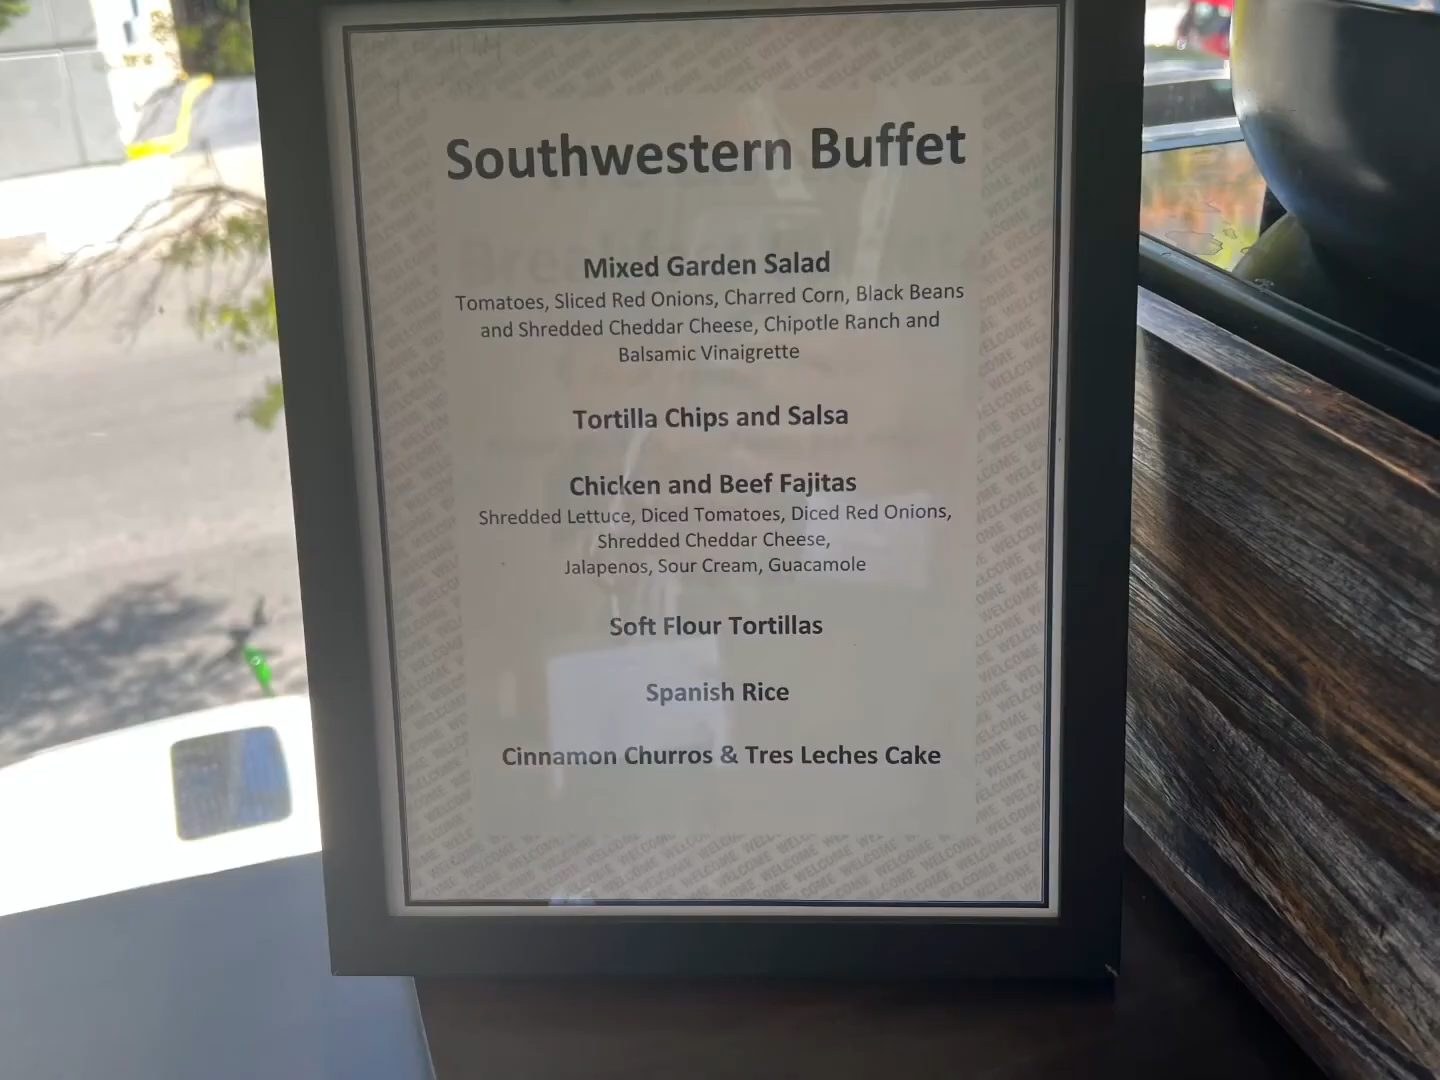 Southwestern Buffet
Mixed Garden Salad
Tomatoes, Sliced Red Onions, Charred Corn, Black Beans
and Shredded Cheddar Cheese, Chipotle Ranch and
Balsamic Vinaigrette
Tortilla Chips and Salsa
Chicken and Beef Fajitas
Shredded Lettuce, Diced Tomatoes, Diced Red Onions,
Shredded Cheddar Cheese,
Jalapenos, Sour Cream, Guacamole
Soft Flour Tortillas
Spanish Rice
Cinnamon Churros & Tres Leches Cake